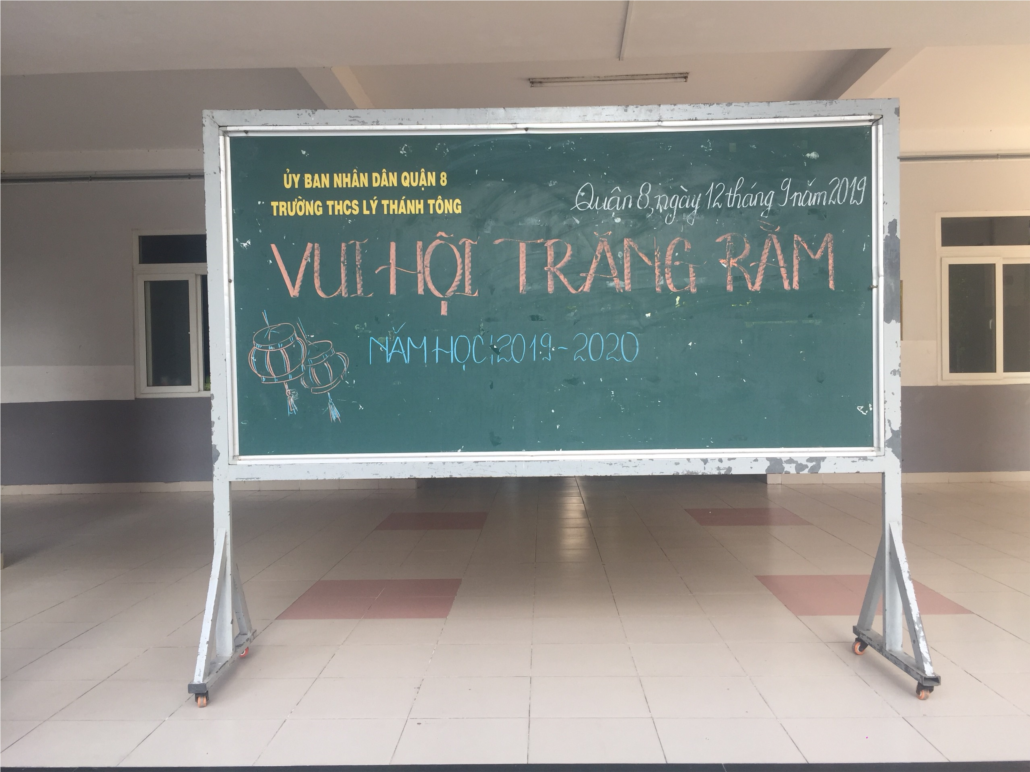 ỦY BAN NHÂN DÂN QUẬN 8
TRƯỜNG THCS LÝ THÁNH TÔNG
Quận 8, ngày 12 tháng 9 năm 2019
VUI HỘI TRĂNG RẰM
NĂM HỌC: 2019-2020